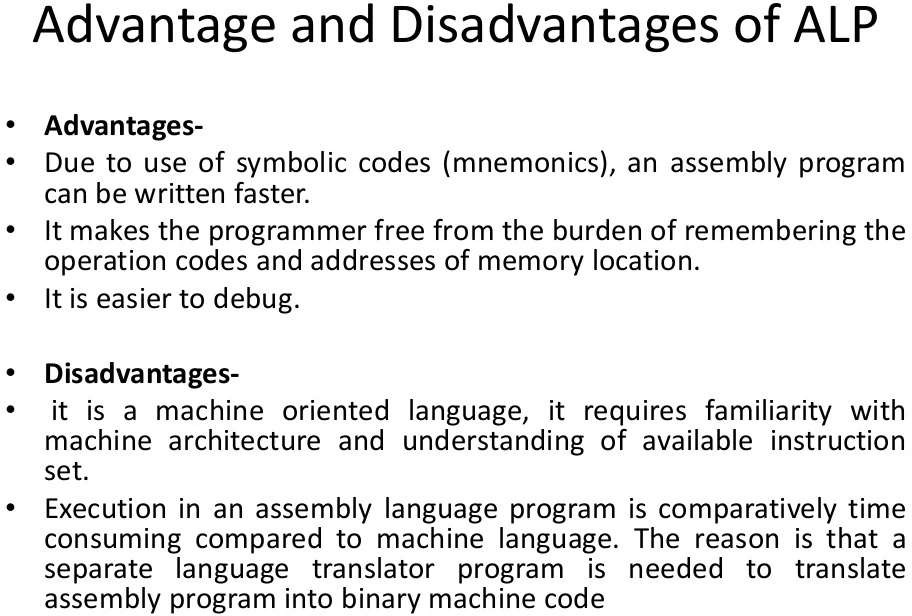 Advantage and Disadvantages of ALP
• Advantages-
• Due to use of symbolic codes (mnemonics), an assembly program
can be written faster.
• It makes the programmer free from the burden of remembering the
operation codes and addresses of memory location.
• It is easier to debug.
• Disadvantages-
• it is a machine oriented language, it requires familiarity with
machine architecture and understanding of available instruction
set.
• Execution in an assembly language program is comparatively time
consuming compared to machine language. The reason is that a
separate language translator program is needed to translate
assembly program into binary machine code